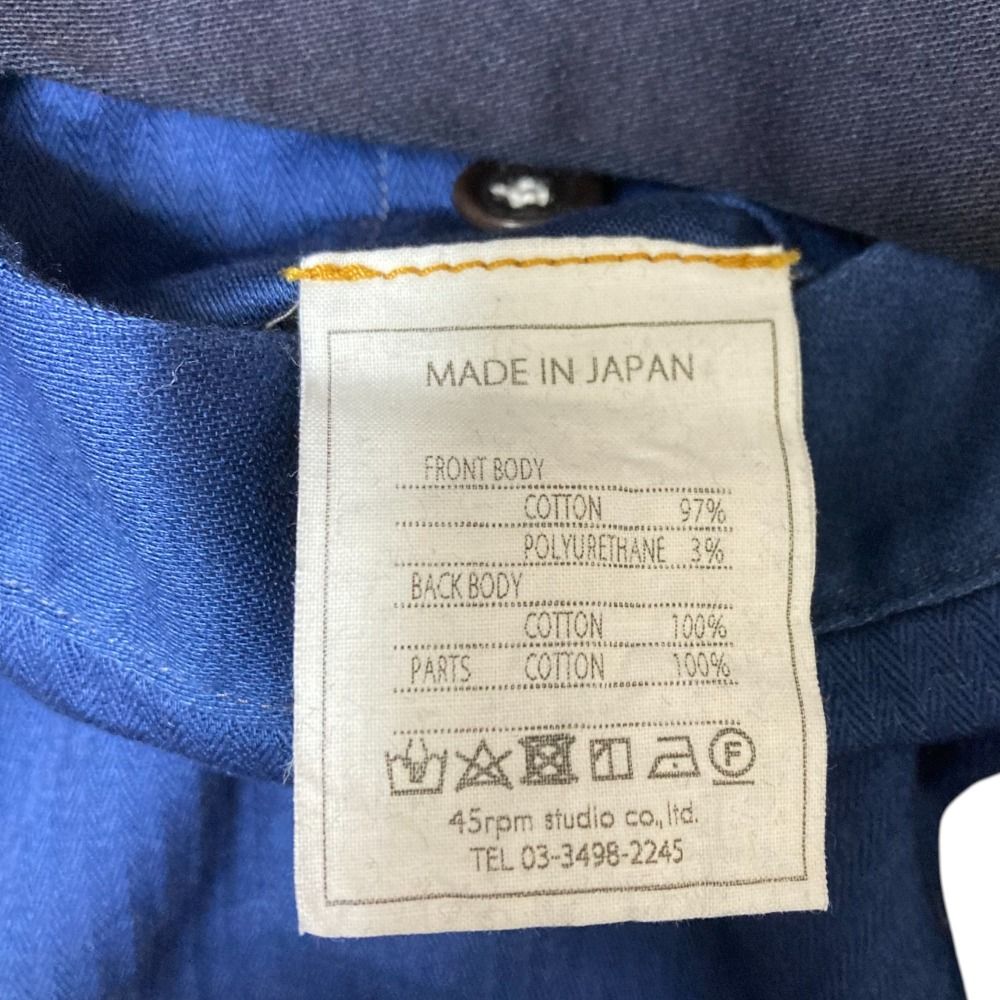 MADE IN JAPAN
FRONT BODY
COTTON 97%
POLYURETHANE 3%
BACK BODY
COTTON 100%
PARTS COTTON 100%
F
45rpm studio co., ltd.
TEL 03-3498-2245